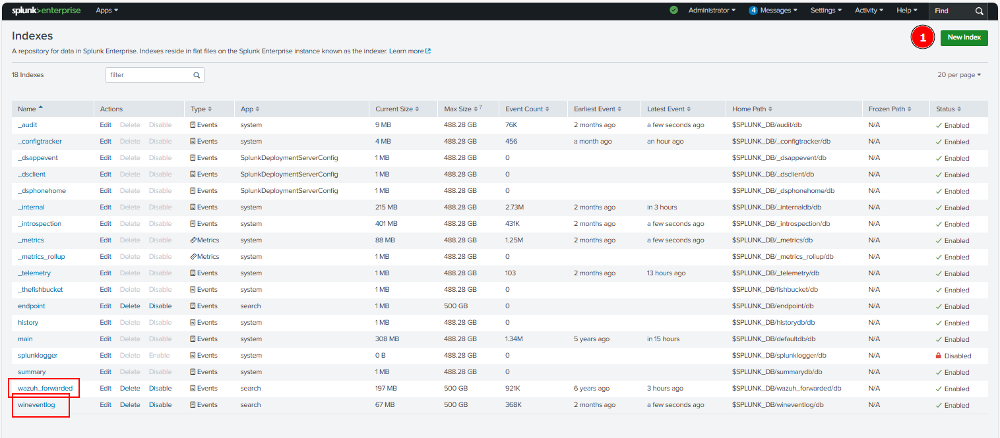 splunk>enterprise Apps Administrator 4 Messages Settings Activity Help Find
Indexes
1 New Index
A repository for data in Splunk Enterprise. Indexes reside in flat files on the Splunk Enterprise instance known as the indexer. Learn more
18 Indexes filter 20 per page
Name Actions Type App Current Size Max Size ? Event Count Earliest Event Latest Event Home Path Frozen Path Status
_audit Edit Delete Disable Events system 9 MB 488.28 GB 76K 2 months ago a few seconds ago $SPLUNK_DB/audit/db N/A Enabled
_configtracker Edit Delete Disable Events system 4 MB 488.28 GB 456 a month ago an hour ago $SPLUNK_DB/_configtracker/db N/A Enabled
_dsappevent Edit Delete Disable Events SplunkDeploymentServerConfig 1 MB 488.28 GB 0 $SPLUNK_DB/_dsappevent/db N/A Enabled
_dsclient Edit Delete Disable Events SplunkDeploymentServerConfig 1 MB 488.28 GB 0 $SPLUNK_DB/_dsclient/db N/A Enabled
_dsphonehome Edit Delete Disable Events SplunkDeploymentServerConfig 1 MB 488.28 GB 0 $SPLUNK_DB/_dsphonehome/db N/A Enabled
_internal Edit Delete Disable Events system 215 MB 488.28 GB 2.73M 2 months ago in 3 hours $SPLUNK_DB/_internaldb/db N/A Enabled
_introspection Edit Delete Disable Events system 401 MB 488.28 GB 431K 2 months ago a few seconds ago $SPLUNK_DB/_introspection/db N/A Enabled
_metrics Edit Delete Disable Metrics system 88 MB 488.28 GB 1.25M 2 months ago a few seconds ago $SPLUNK_DB/_metrics/db N/A Enabled
_metrics_rollup Edit Delete Disable Metrics system 1 MB 488.28 GB 0 $SPLUNK_DB/_metrics_rollup/db N/A Enabled
_telemetry Edit Delete Disable Events system 1 MB 488.28 GB 103 2 months ago 13 hours ago $SPLUNK_DB/_telemetry/db N/A Enabled
_thefishbucket Edit Delete Disable Events system 1 MB 488.28 GB 0 $SPLUNK_DB/fishbucket/db N/A Enabled
endpoint Edit Delete Disable Events search 1 MB 500 GB 0 $SPLUNK_DB/endpoint/db N/A Enabled
history Edit Delete Disable Events system 1 MB 488.28 GB 0 $SPLUNK_DB/historydb/db N/A Enabled
main Edit Delete Disable Events system 308 MB 488.28 GB 1.34M 5 years ago in 15 hours $SPLUNK_DB/defaultdb/db N/A Enabled
splunklogger Edit Delete Enable Events system 0 B 488.28 GB 0 $SPLUNK_DB/splunklogger/db N/A Disabled
summary Edit Delete Disable Events system 1 MB 488.28 GB 0 $SPLUNK_DB/summarydb/db N/A Enabled
wazuh_forwarded Edit Delete Disable Events search 197 MB 500 GB 921K 6 years ago 3 hours ago $SPLUNK_DB/wazuh_forwarded/db N/A Enabled
wineventlog Edit Delete Disable Events search 67 MB 500 GB 368K 2 months ago a few seconds ago $SPLUNK_DB/wineventlog/db N/A Enabled